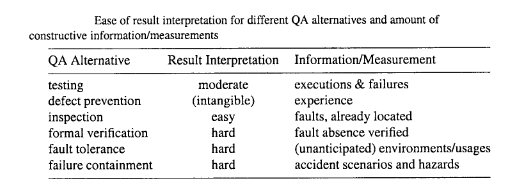 Ease of result interpretation for different QA alternatives and amount of
constructive information/measurements
QA Alternative Result Interpretation Information/Measurement
testing moderate executions & failures
defect prevention (intangible) experience
inspection easy faults, already located
formal verification hard fault absence verified
fault tolerance hard (unanticipated) environments/usages
failure containment hard accident scenarios and hazards